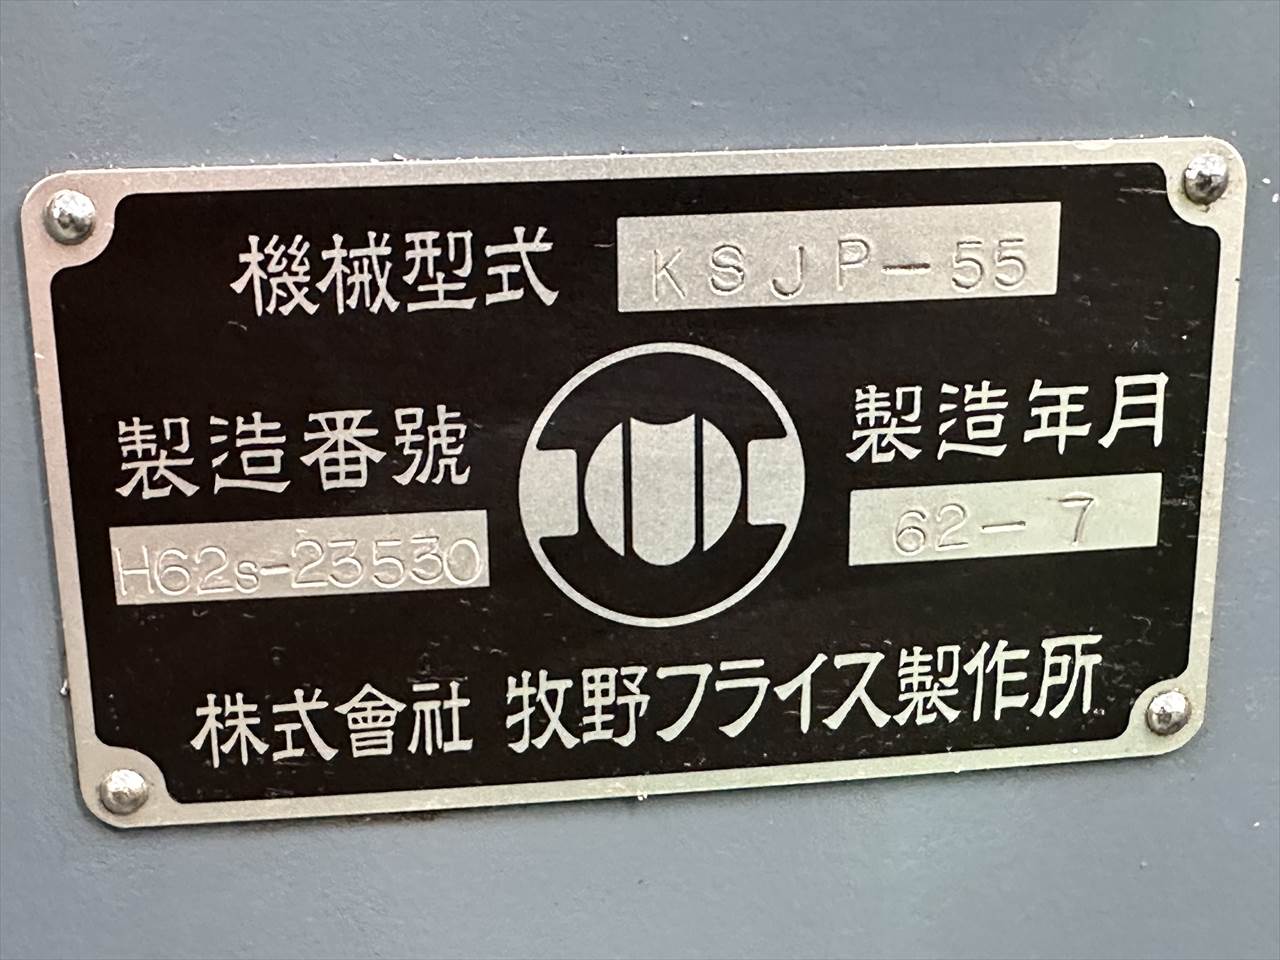 機械型式 KSJP-55
製造番號
H62s-23530
製造年月
62-7
株式會社 牧野フライス製作所